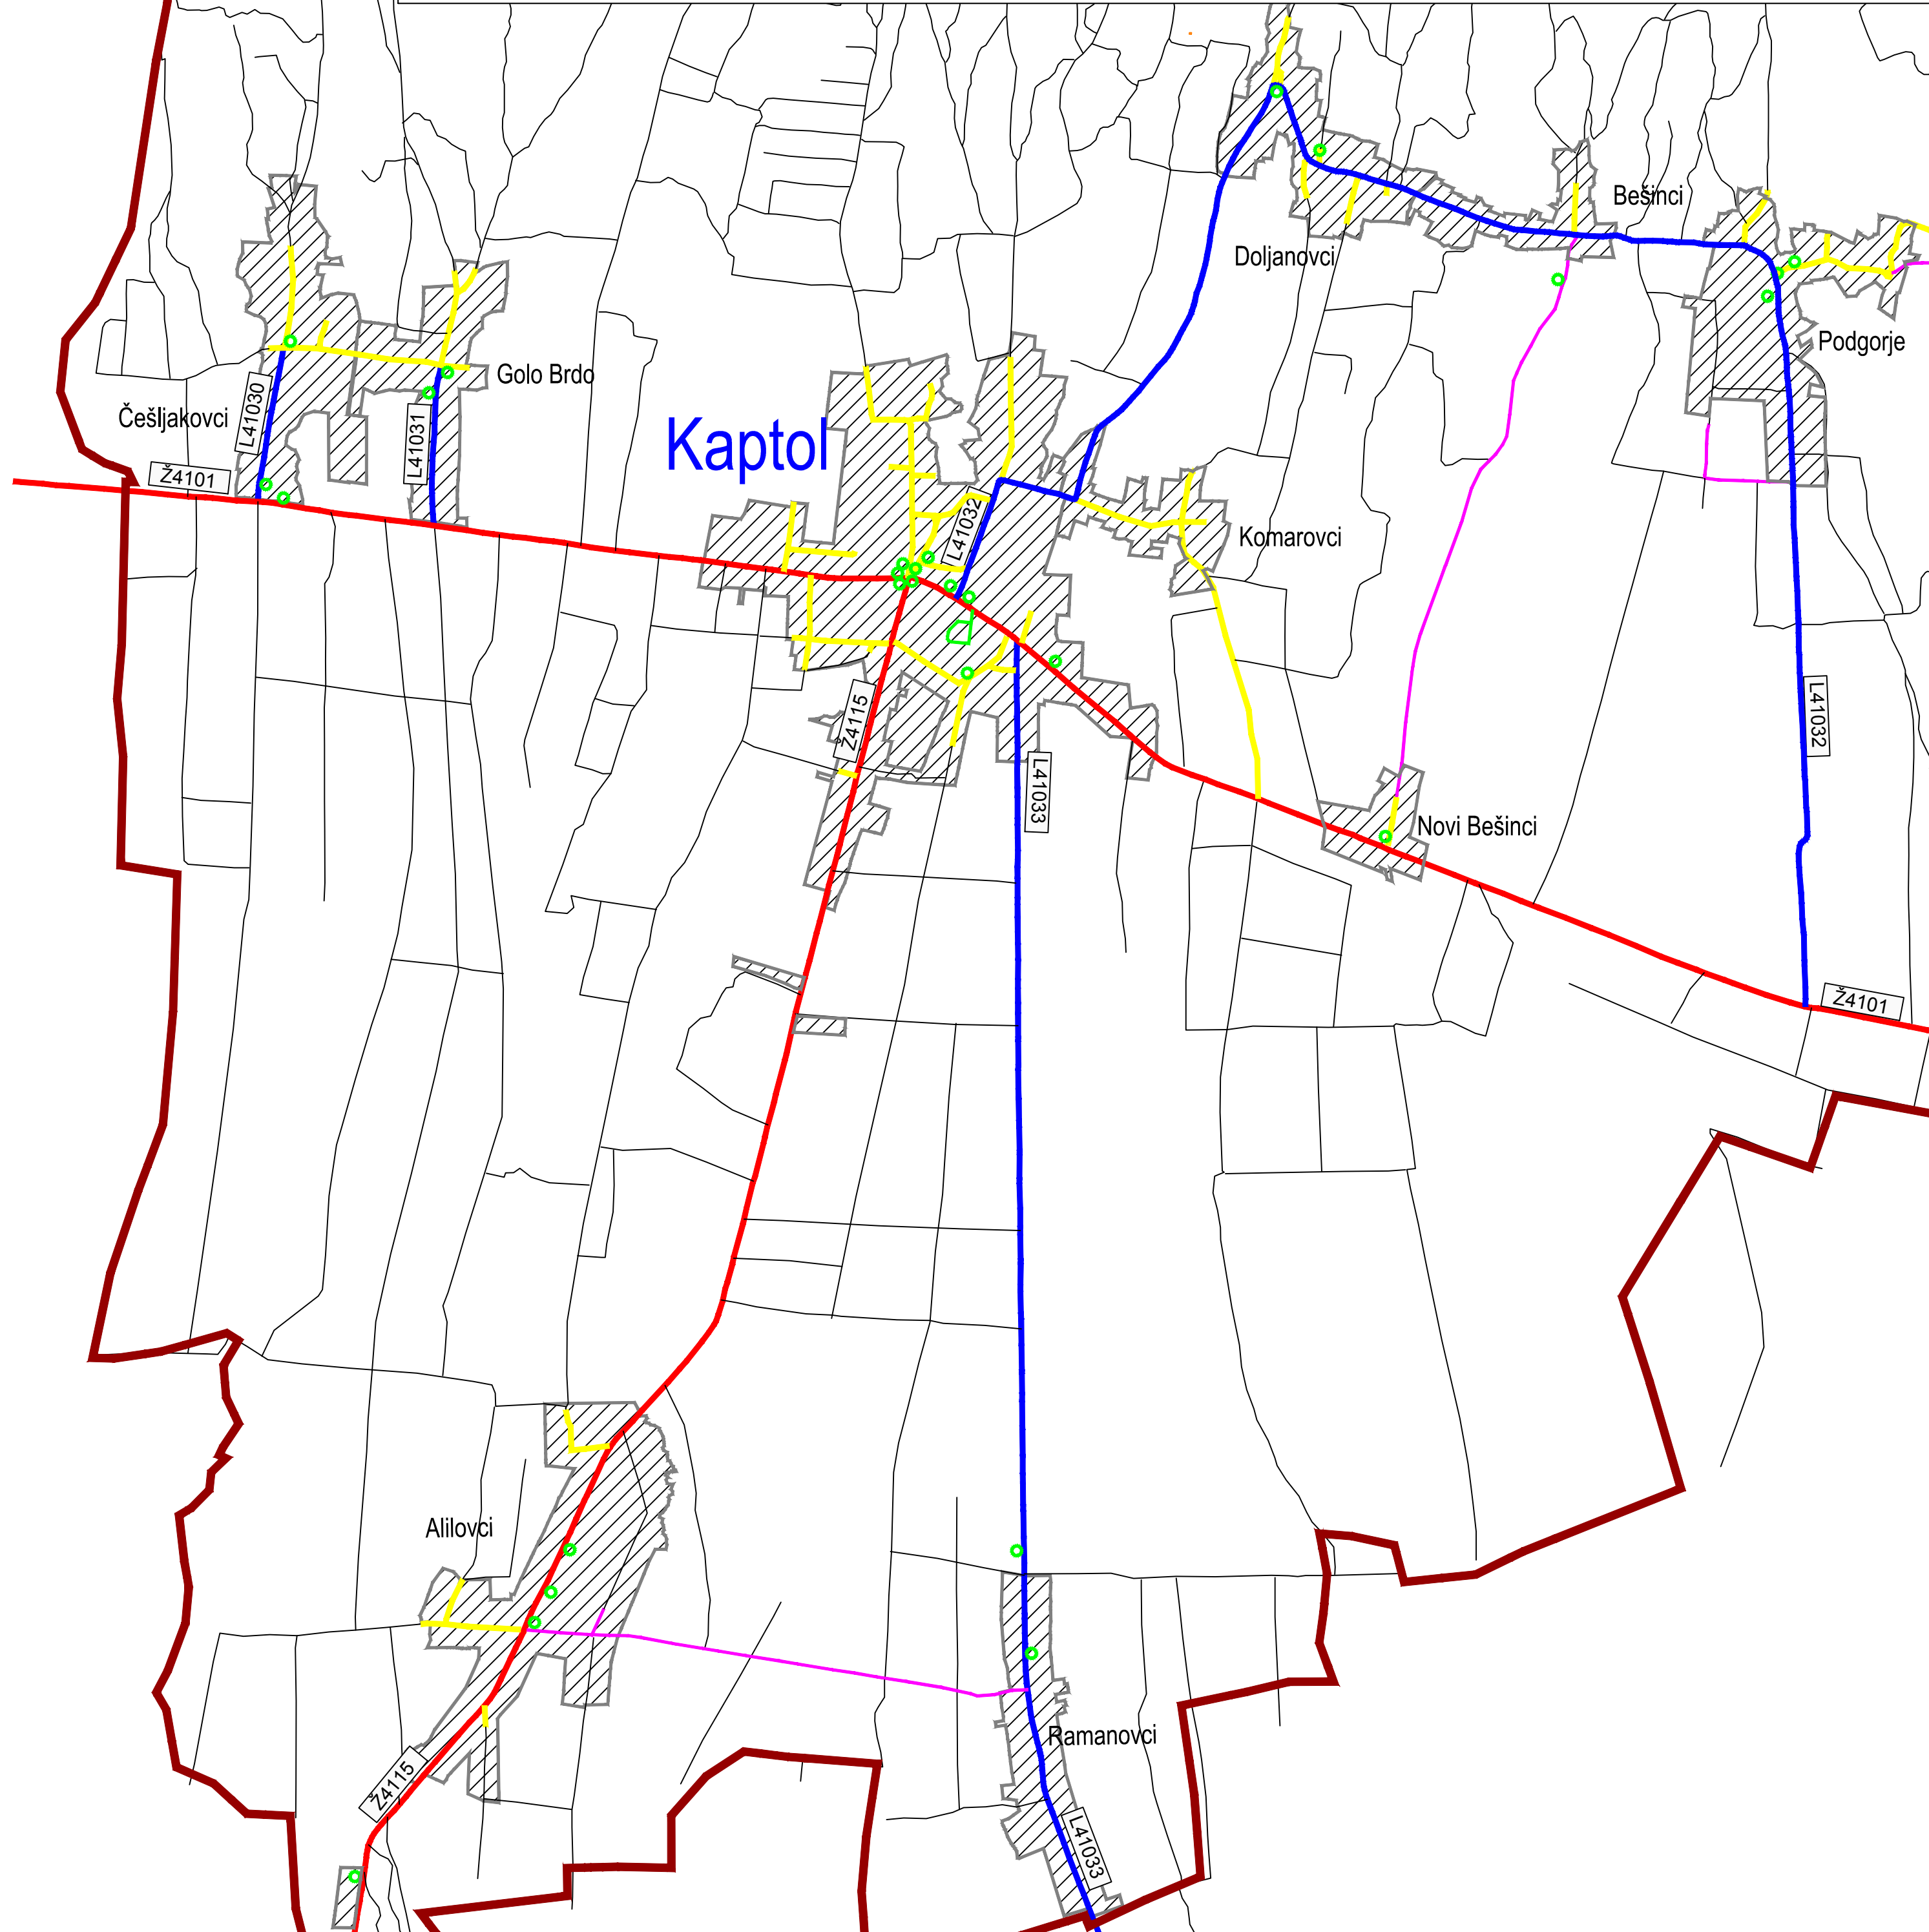 Bešinci
Doljanovci
Podgorje
Golo Brdo
Češljakovci
L41030
L41031
Ž4101
Kaptol
L41032
Komarovci
Ž4115
L41033
L41032
Novi Bešinci
Ž4101
Alilovci
Ramanovci
Ž4115
L41033